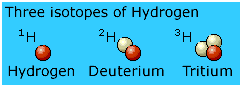 Three isotopes of Hydrogen
¹H ²H ³H
Hydrogen Deuterium Tritium